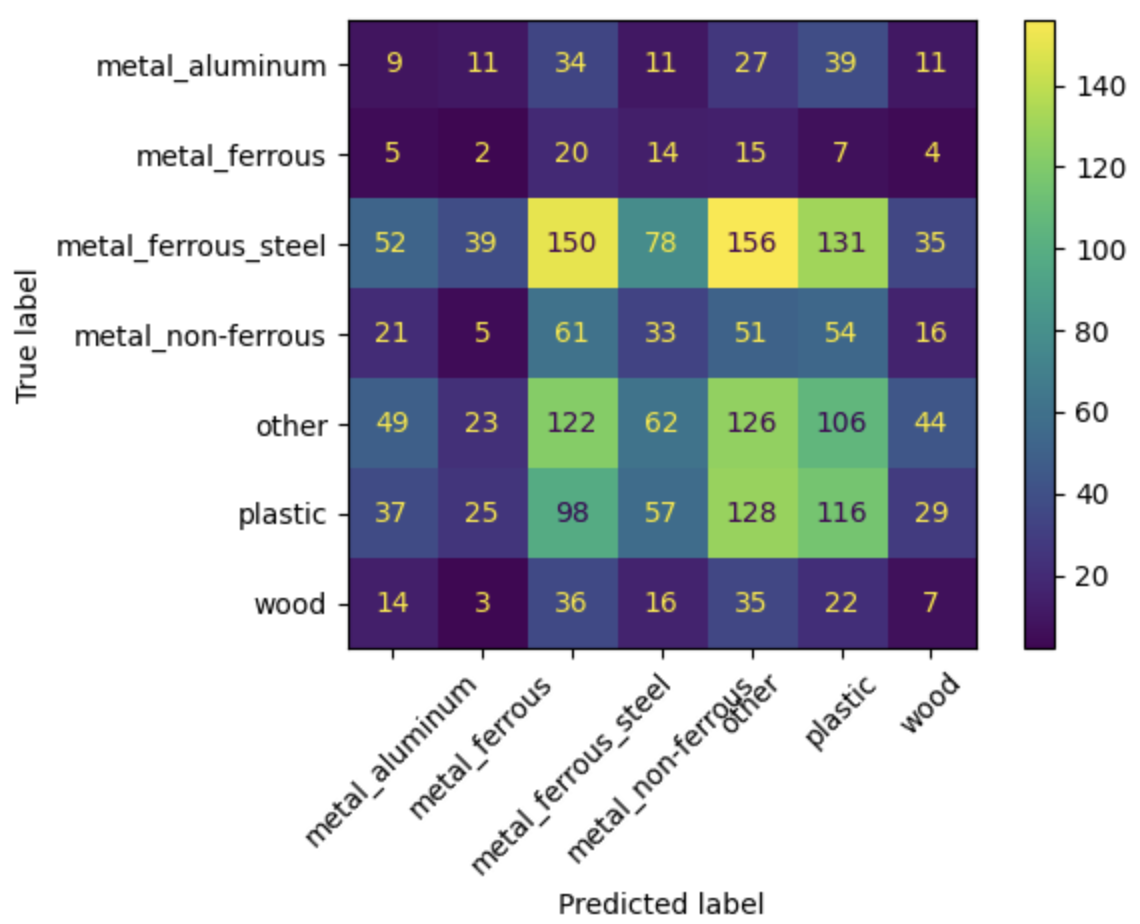 metal_aluminum 9 11 34 11 27 39 11
metal_ferrous 5 2 20 14 15 7 4
metal_ferrous_steel 52 39 150 78 156 131 35
metal_non-ferrous 21 5 61 33 51 54 16
other 49 23 122 62 126 106 44
plastic 37 25 98 57 128 116 29
wood 14 3 36 16 35 22 7
True label
metal_aluminum
metal_ferrous
metal_ferrous_steel
metal_non-ferrous
other
plastic
wood
Predicted label
140
120
100
80
60
40
20